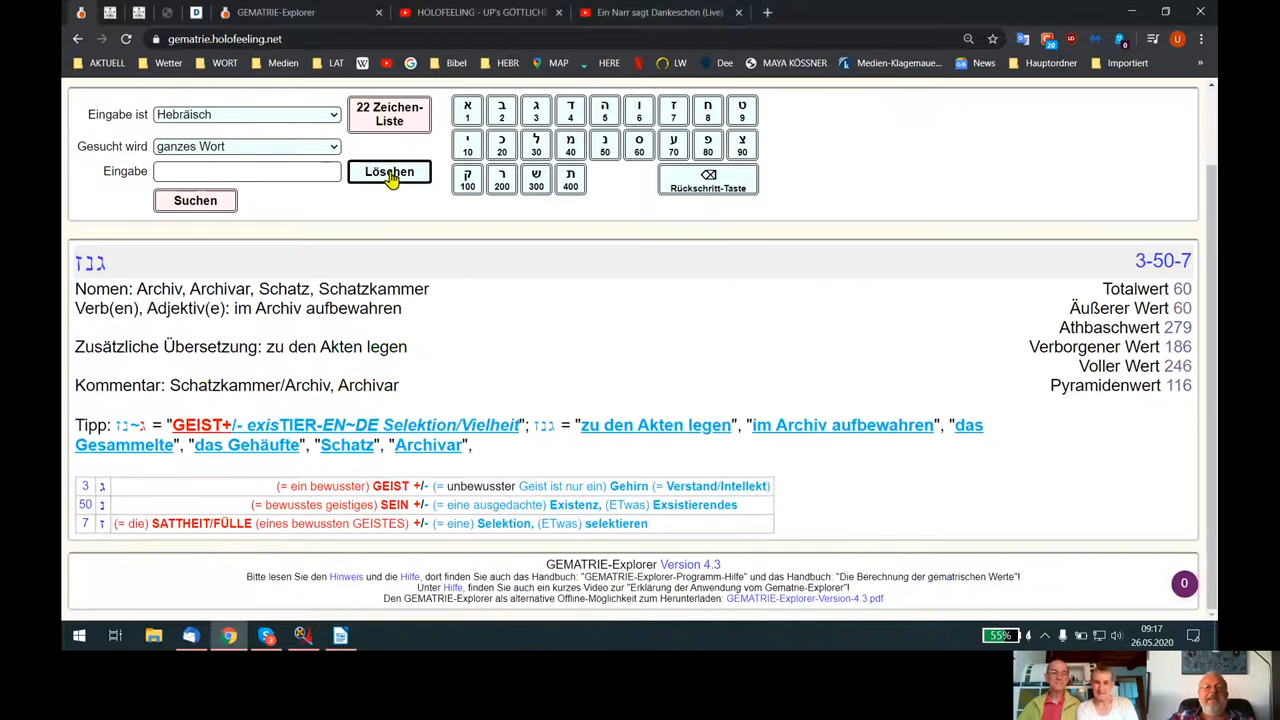 GEMATRIE-Explorer
HOLOFEELING - UP's GÖTTLICHE
Ein Narr sagt Dankeschön (Live)
gematrie.holofeeling.net
AKTUELL Wetter WORT Medien LAT Bibel HEBR MAP HERE LW Dee MAYA KÖSSNER Medien-Klagemaue... News Hauptordner Importiert »
Eingabe ist Hebräisch
22 Zeichen-
Liste
Gesucht wird ganzes Wort
Eingabe Löschen
Suchen
א ב ג ד ה ו ז ח ט
1 2 3 4 5 6 7 8 9
י כ ל מ נ ס ע פ צ
10 20 30 40 50 60 70 80 90
ק ר ש ת
100 200 300 400 Rückschritt-Taste
גנז 3-50-7
Nomen: Archiv, Archivar, Schatz, Schatzkammer Totalwert 60
Verb(en), Adjektiv(e): im Archiv aufbewahren Äußerer Wert 60
Athbaschwert 279
Zusätzliche Übersetzung: zu den Akten legen Verborgener Wert 186
Voller Wert 246
Kommentar: Schatzkammer/Archiv, Archivar Pyramidenwert 116
Tipp: ג~נז = "GEIST+/- exisTIER-EN~DE Selektion/Vielheit"; גנז = "zu den Akten legen", "im Archiv aufbewahren", "das
Gesammelte", "das Gehäufte", "Schatz", "Archivar",
3 ג (= ein bewusster) GEIST +/- (= unbewusster Geist ist nur ein) Gehirn (= Verstand/Intellekt)
50 נ (= bewusstes geistiges) SEIN +/- (= eine ausgedachte) Existenz, (ETwas) Exsistierendes
7 ז (= die) SATTHEIT/FÜLLE (eines bewussten GEISTES) +/- (= eine) Selektion, (ETwas) selektieren
GEMATRIE-Explorer Version 4.3
Bitte lesen Sie den Hinweis und die Hilfe, dort finden Sie auch das Handbuch: "GEMATRIE-Explorer-Programm-Hilfe" und das Handbuch: "Die Berechnung der gematrischen Werte"!
Unter Hilfe, finden Sie auch ein kurzes Video zur "Erklärung der Anwendung vom Gematrie-Explorer"!
Den GEMATRIE-Explorer als alternative Offline-Möglichkeit zum Herunterladen: GEMATRIE-Explorer-Version-4.3.pdf
0
55%
09:17
26.05.2020